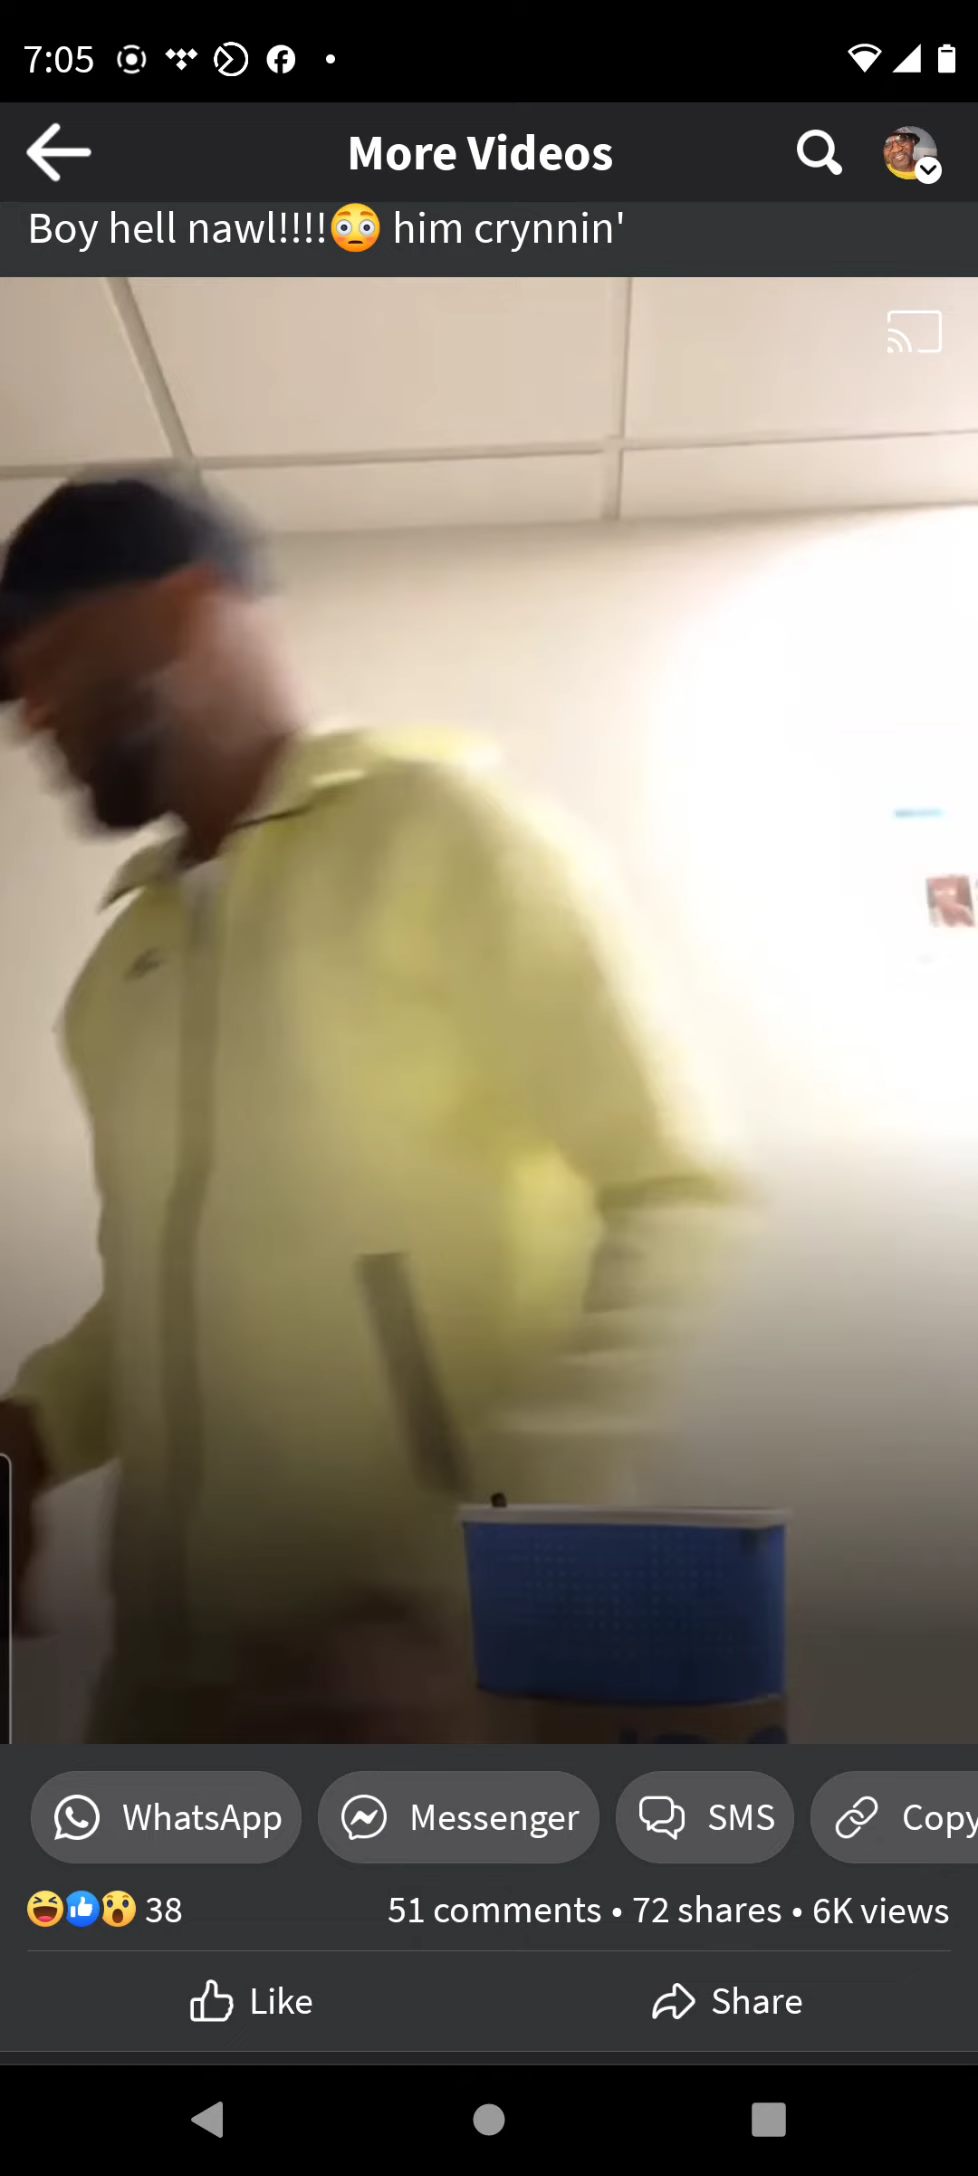 7:05
More Videos
Boy hell nawl!!!!😳 him crynnin'
WhatsApp
Messenger
SMS
Copy
38
51 comments • 72 shares • 6K views
Like
Share